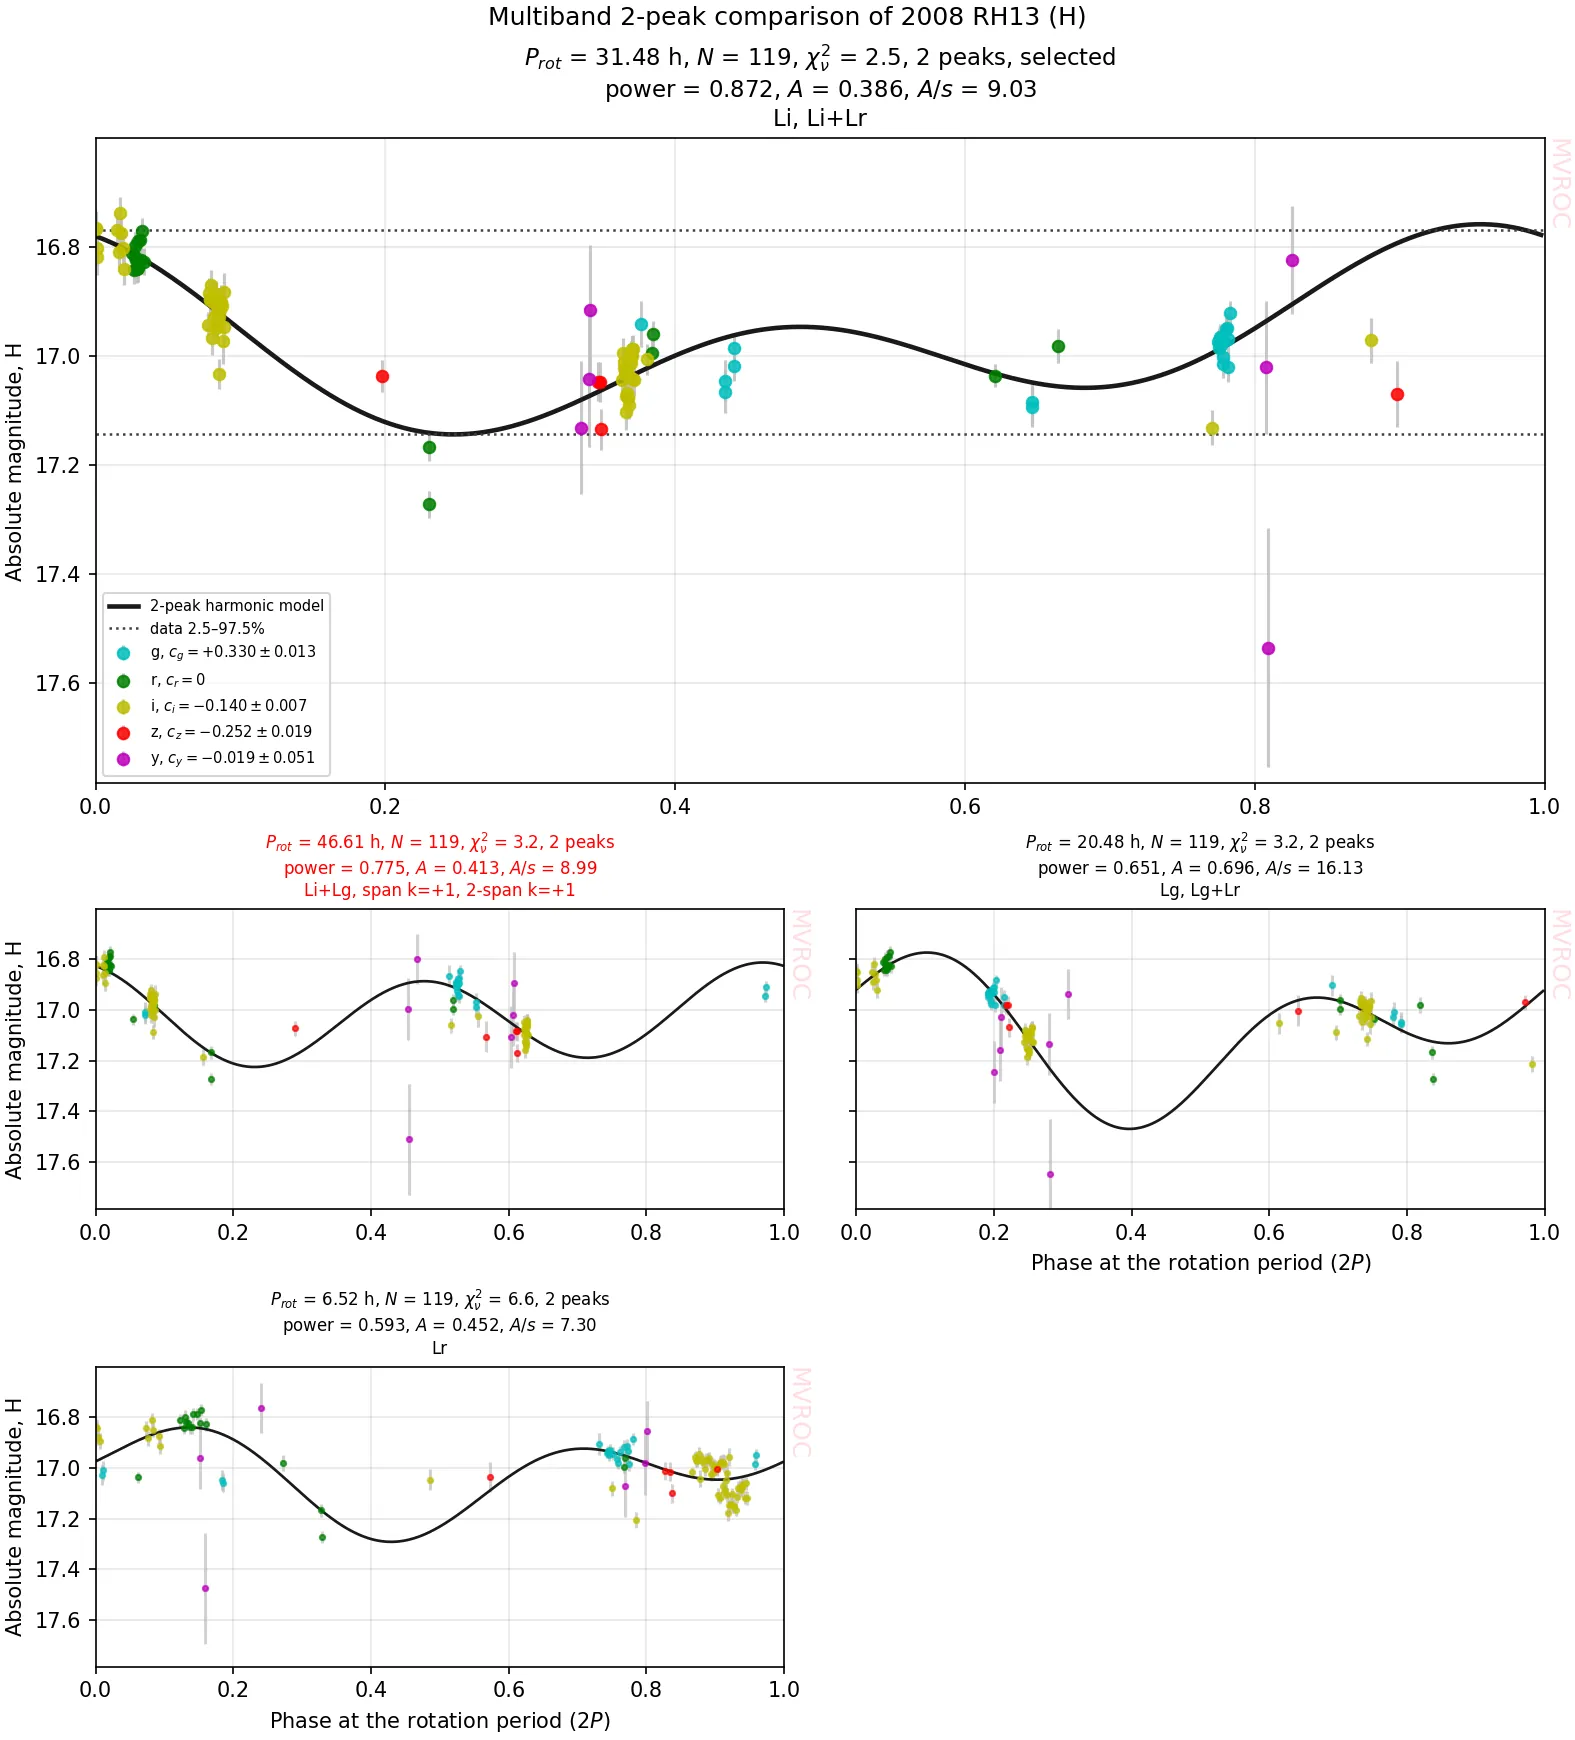 Multiband 2-peak comparison of 2008 RH13 (H)
P_rot = 31.48 h, N = 119, χ²_ν = 2.5, 2 peaks, selected
power = 0.872, A = 0.386, A/s = 9.03
Li, Li+Lr
MVROC
Absolute magnitude, H
16.8
17.0
17.2
17.4
17.6
2-peak harmonic model
data 2.5–97.5%
g, c_g = +0.330 ± 0.013
r, c_r = 0
i, c_i = −0.140 ± 0.007
z, c_z = −0.252 ± 0.019
y, c_y = −0.019 ± 0.051
0.0 0.2 0.4 0.6 0.8 1.0
P_rot = 46.61 h, N = 119, χ²_ν = 3.2, 2 peaks
power = 0.775, A = 0.413, A/s = 8.99
Li+Lg, span k=+1, 2-span k=+1
MVROC
Absolute magnitude, H
16.8
17.0
17.2
17.4
17.6
0.0 0.2 0.4 0.6 0.8 1.0
P_rot = 20.48 h, N = 119, χ²_ν = 3.2, 2 peaks
power = 0.651, A = 0.696, A/s = 16.13
Lg, Lg+Lr
MVROC
0.0 0.2 0.4 0.6 0.8 1.0
Phase at the rotation period (2P)
P_rot = 6.52 h, N = 119, χ²_ν = 6.6, 2 peaks
power = 0.593, A = 0.452, A/s = 7.30
Lr
MVROC
Absolute magnitude, H
16.8
17.0
17.2
17.4
17.6
0.0 0.2 0.4 0.6 0.8 1.0
Phase at the rotation period (2P)